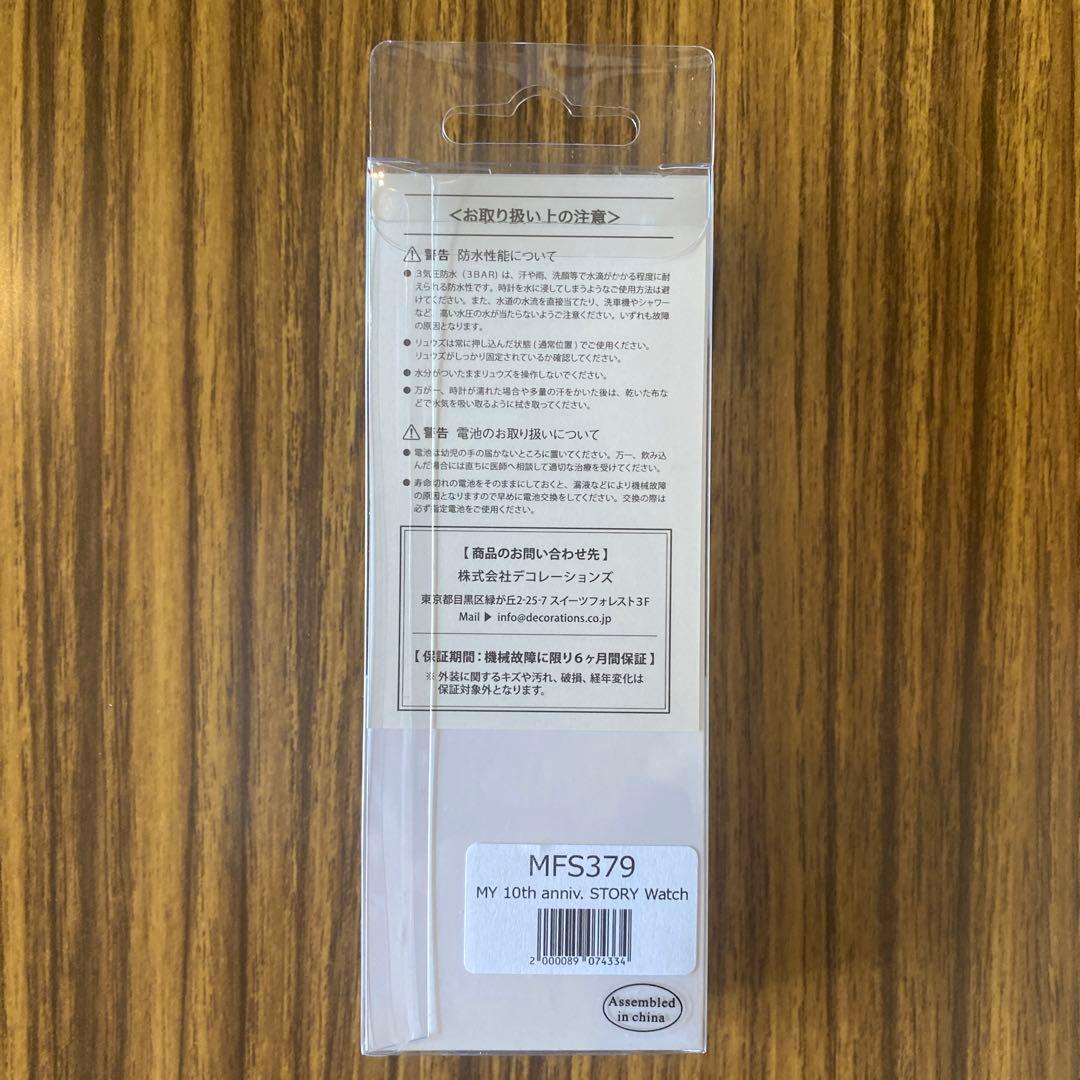 ＜お取り扱い上の注意＞
警告 防水性能について
● 3気圧防水（3BAR)は、汗や雨、洗顔等で水滴がかかる程度に耐
えられる防水性です。時計を水に浸してしまうようなご使用方法は避
けてください。また、水道の水流を直接当てたり、洗車機やシャワー
など、高い水圧の水が当たらないようご注意ください。いずれも故障
の原因となります。
● リュウズは常に押し込んだ状態(通常位置)でご使用ください。
リュウズがしっかり固定されているか確認してください。
● 水分がついたままリュウズを操作しないでください。
● 万が一、時計が濡れた場合や多量の汗をかいた後は、乾いた布な
どで水気を吸い取るように拭き取ってください。
警告 電池のお取り扱いについて
● 電池は幼児の手の届かないところに置いてください。万一、飲み込
んだ場合には直ちに医師へ相談して適切な治療を受けてください。
● 寿命切れの電池をそのままにしておくと、漏液などにより機械故障
の原因となりますので早めに電池交換をしてください。交換の際は
必ず指定電池をご使用ください。
【商品のお問い合わせ先】
株式会社デコレーションズ
東京都目黒区緑が丘2-25-7 スイーツフォレスト3F
Mail ▶ info@decorations.co.jp
【保証期間：機械故障に限り6ヶ月間保証】
※外装に関するキズや汚れ、破損、経年変化は
保証対象外となります。
MFS379
MY 10th anniv. STORY Watch
2 000089 074334
Assembled
in china